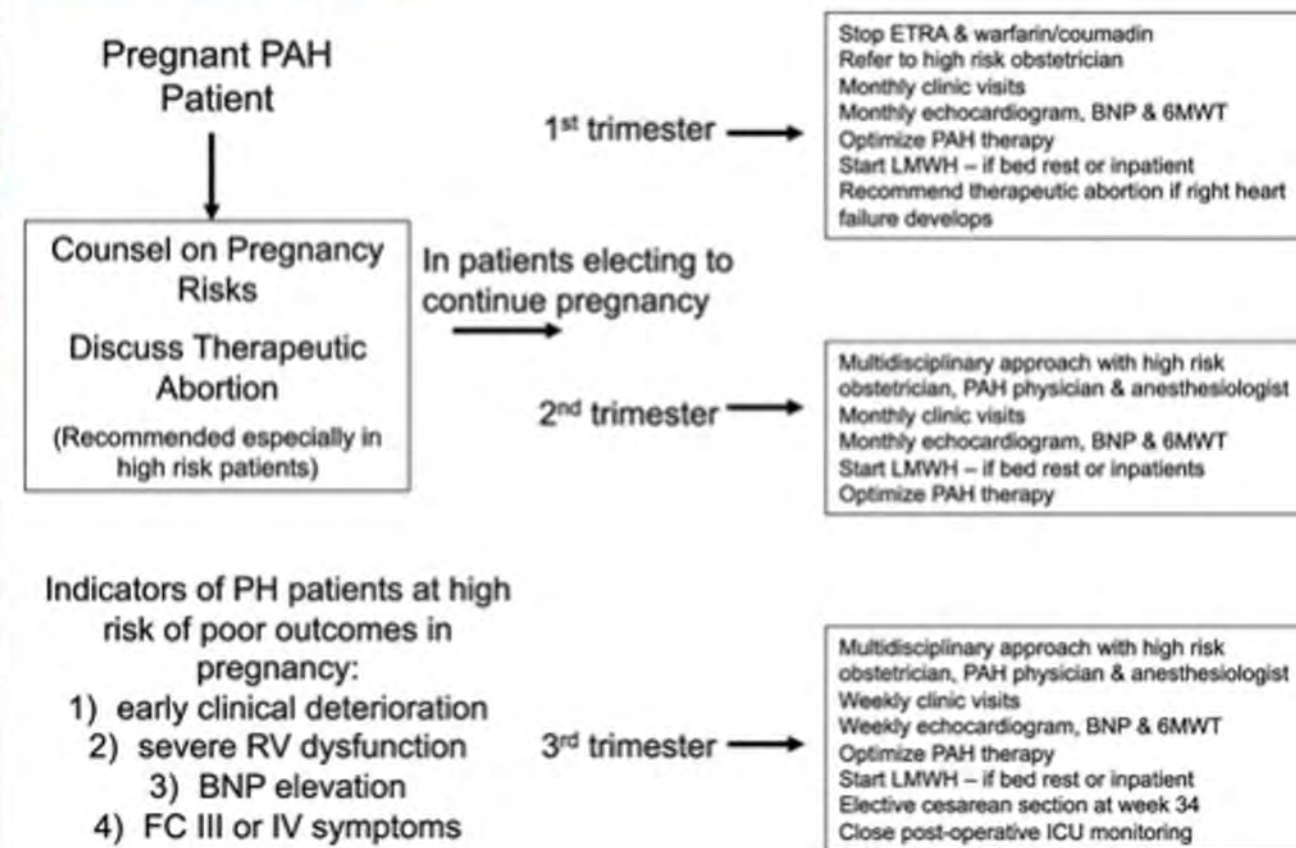 Pregnant PAH
Patient
Counsel on Pregnancy
Risks
Discuss Therapeutic
Abortion
(Recommended especially in
high risk patients)
In patients electing to
continue pregnancy
1st trimester
Stop ETRA & warfarin/coumadin
Refer to high risk obstetrician
Monthly clinic visits
Monthly echocardiogram, BNP & 6MWT
Optimize PAH therapy
Start LMWH – if bed rest or inpatient
Recommend therapeutic abortion if right heart
failure develops
2nd trimester
Multidisciplinary approach with high risk
obstetrician, PAH physician & anesthesiologist
Monthly clinic visits
Monthly echocardiogram, BNP & 6MWT
Start LMWH – if bed rest or inpatients
Optimize PAH therapy
Indicators of PH patients at high
risk of poor outcomes in
pregnancy:
1) early clinical deterioration
2) severe RV dysfunction
3) BNP elevation
4) FC III or IV symptoms
3rd trimester
Multidisciplinary approach with high risk
obstetrician, PAH physician & anesthesiologist
Weekly clinic visits
Weekly echocardiogram, BNP & 6MWT
Optimize PAH therapy
Start LMWH – if bed rest or inpatient
Elective cesarean section at week 34
Close post-operative ICU monitoring